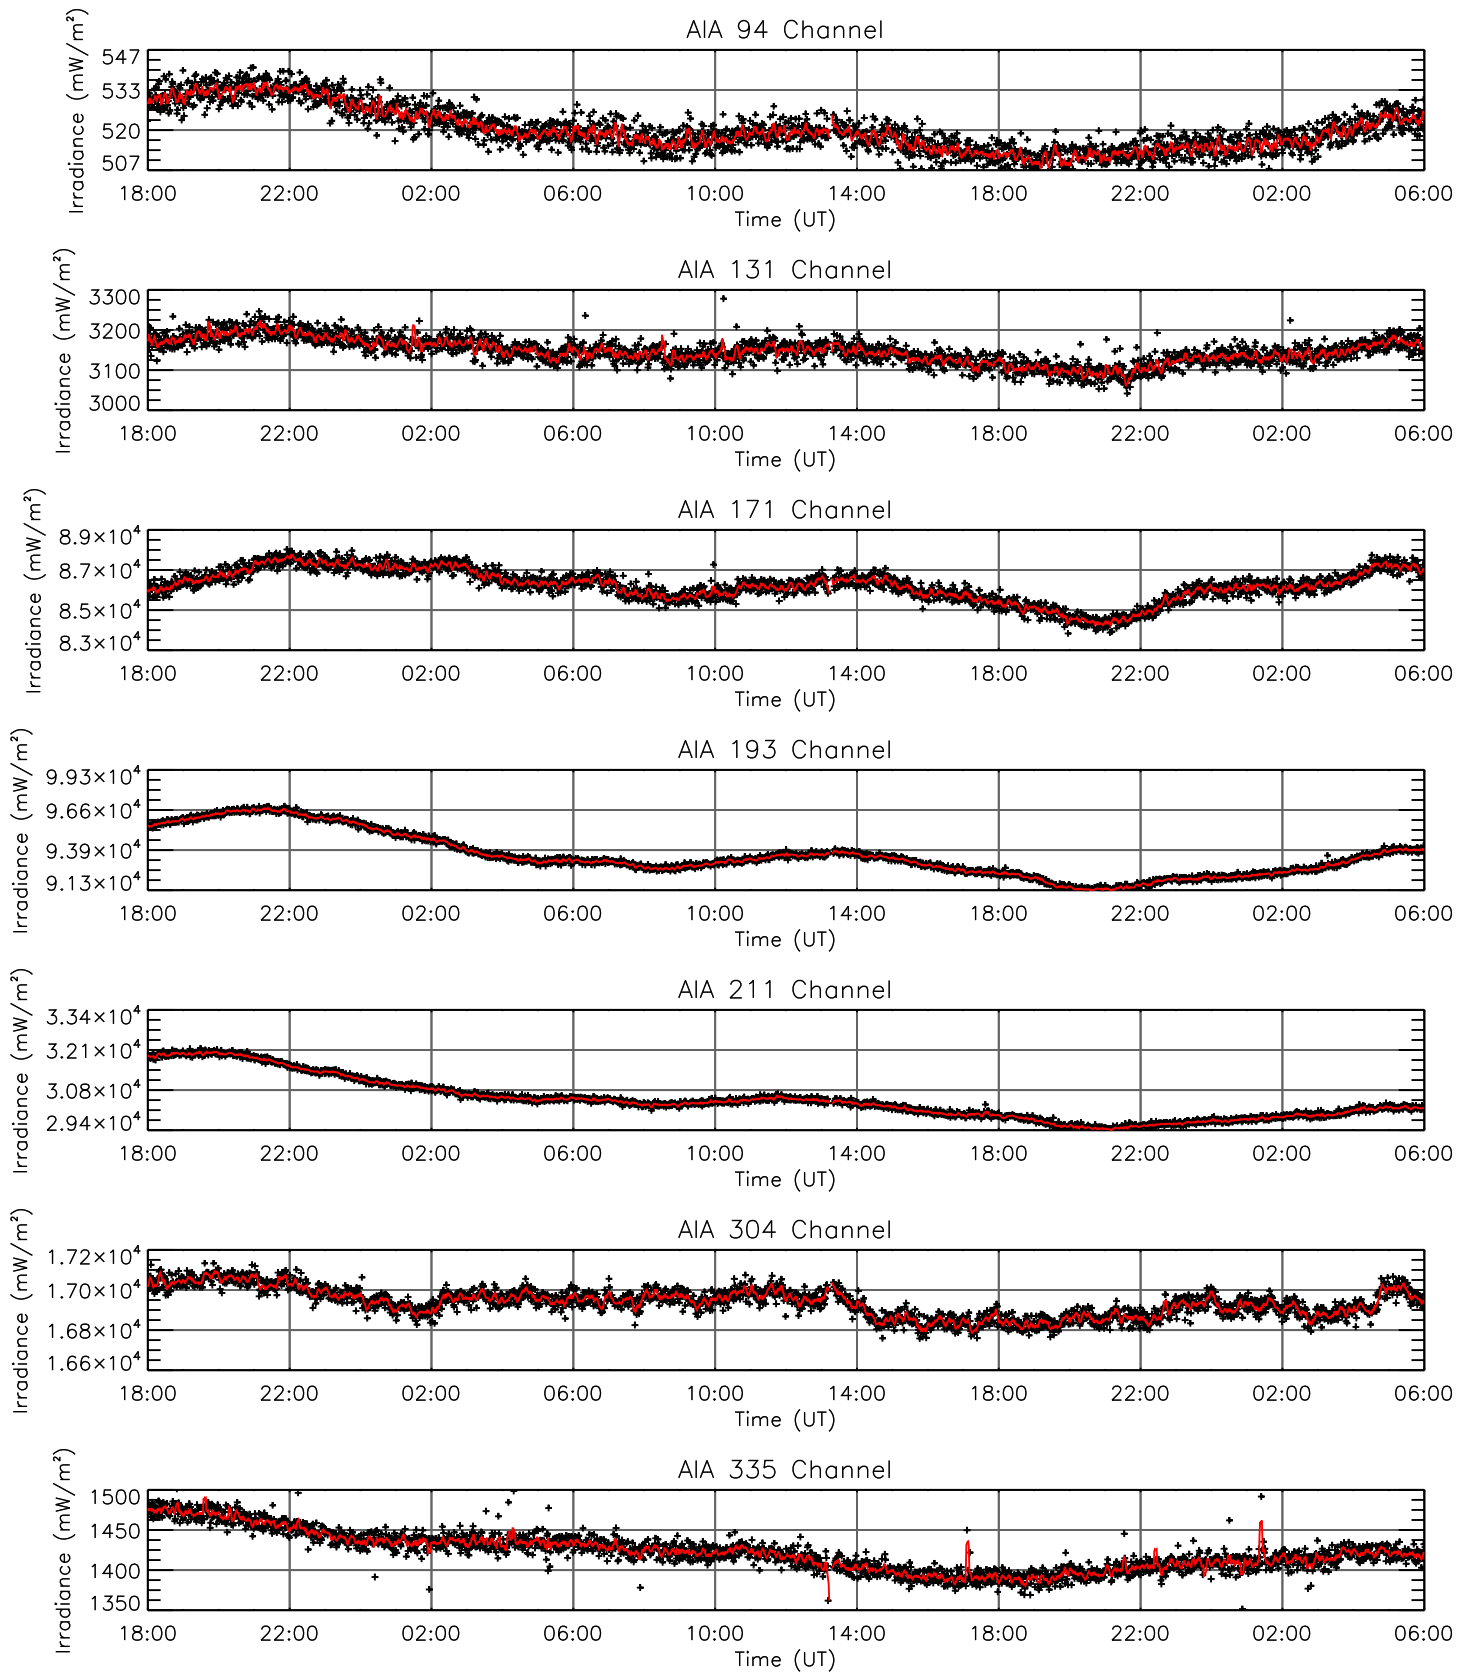 AIA 94 Channel
Irradiance (mW/m²)
547
533
520
507
18:00 22:00 02:00 06:00 10:00 14:00 18:00 22:00 02:00 06:00
Time (UT)
AIA 131 Channel
Irradiance (mW/m²)
3300
3200
3100
3000
18:00 22:00 02:00 06:00 10:00 14:00 18:00 22:00 02:00 06:00
Time (UT)
AIA 171 Channel
Irradiance (mW/m²)
8.9×10⁴
8.7×10⁴
8.5×10⁴
8.3×10⁴
18:00 22:00 02:00 06:00 10:00 14:00 18:00 22:00 02:00 06:00
Time (UT)
AIA 193 Channel
Irradiance (mW/m²)
9.93×10⁴
9.66×10⁴
9.39×10⁴
9.13×10⁴
18:00 22:00 02:00 06:00 10:00 14:00 18:00 22:00 02:00 06:00
Time (UT)
AIA 211 Channel
Irradiance (mW/m²)
3.34×10⁴
3.21×10⁴
3.08×10⁴
2.94×10⁴
18:00 22:00 02:00 06:00 10:00 14:00 18:00 22:00 02:00 06:00
Time (UT)
AIA 304 Channel
Irradiance (mW/m²)
1.72×10⁴
1.70×10⁴
1.68×10⁴
1.66×10⁴
18:00 22:00 02:00 06:00 10:00 14:00 18:00 22:00 02:00 06:00
Time (UT)
AIA 335 Channel
Irradiance (mW/m²)
1500
1450
1400
1350
18:00 22:00 02:00 06:00 10:00 14:00 18:00 22:00 02:00 06:00
Time (UT)